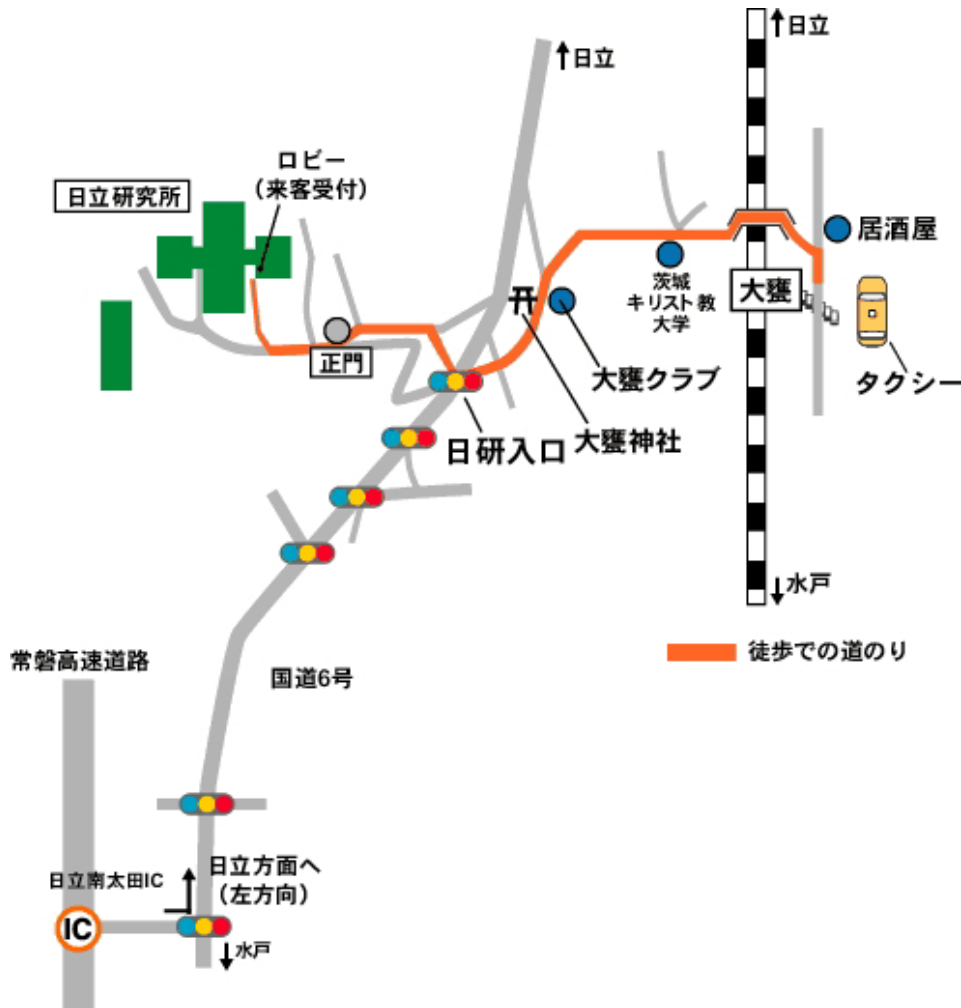 日立
日立
ロビー
(来客受付)
日立研究所
居酒屋
茨城
キリスト教
大学
大甕
正門
大甕クラブ
タクシー
日研入口
大甕神社
水戸
徒歩での道のり
常磐高速道路
国道6号
日立南太田IC
日立方面へ
(左方向)
IC
水戸